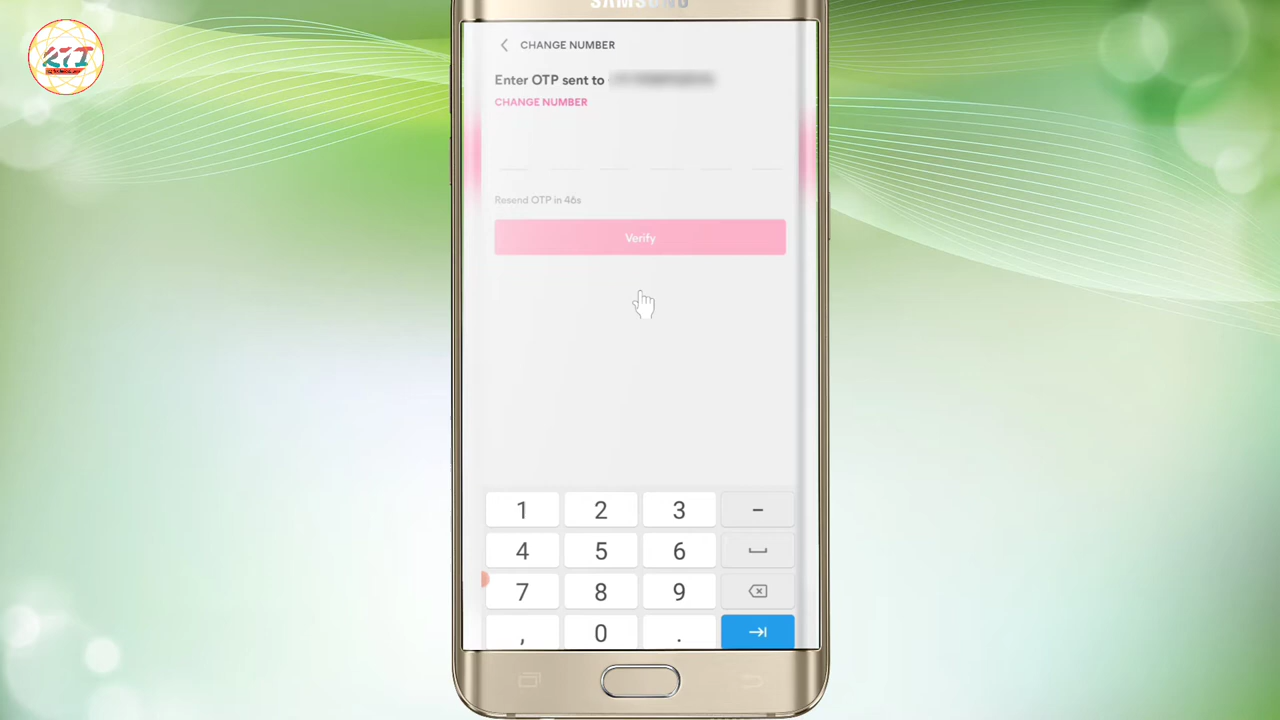 SAMSUNG
KTI
CHANGE NUMBER
Enter OTP sent to
CHANGE NUMBER
Resend OTP in 46s
Verify
1 2 3 -
4 5 6
7 8 9
, 0 .